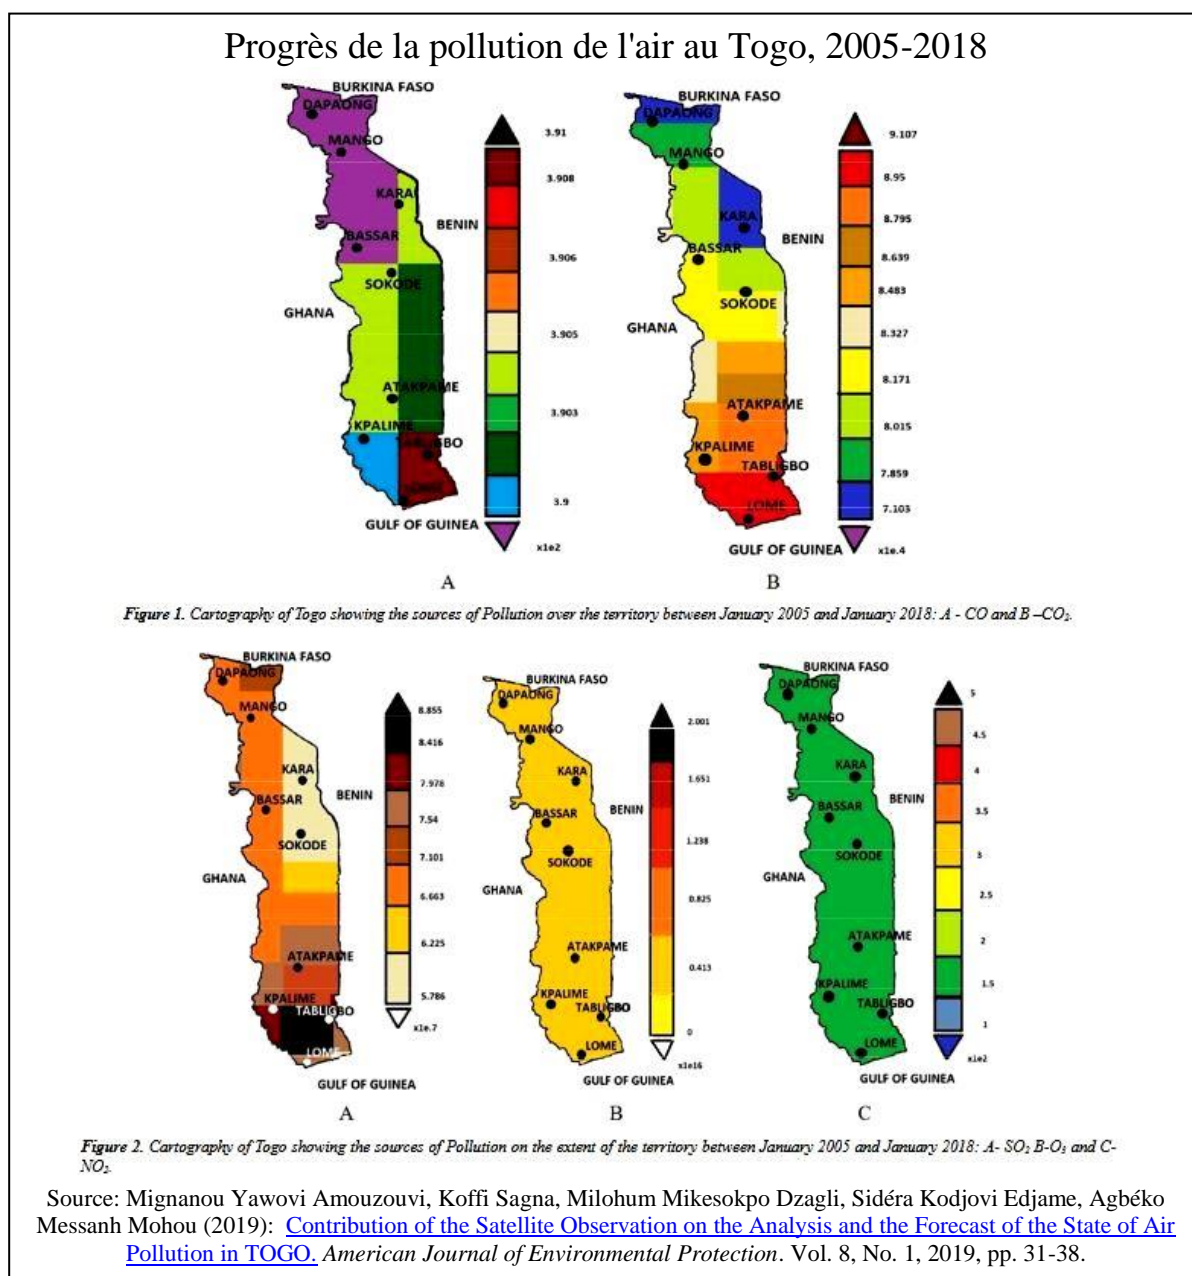 Progrès de la pollution de l'air au Togo, 2005-2018
BURKINA FASO
DAPAONG
MANGO
KARA
BENIN
BASSAR
SOKODE
GHANA
ATAKPAME
KPALIME
GULF OF GUINEA
3.91
3.908
3.906
3.905
3.903
3.9
x1e2
A
BURKINA FASO
DAPAONG
MANGO
KARA
BENIN
BASSAR
SOKODE
GHANA
ATAKPAME
KPALIME
TABLIGBO
LOME
GULF OF GUINEA
9.107
8.95
8.795
8.639
8.483
8.327
8.171
8.015
7.859
7.103
x1e.4
B
Figure 1. Cartography of Togo showing the sources of Pollution over the territory between January 2005 and January 2018: A - CO and B –CO₂.
BURKINA FASO
DAPAONG
MANGO
KARA
BENIN
BASSAR
SOKODE
GHANA
ATAKPAME
KPALIME
TABLIGBO
LOME
GULF OF GUINEA
8.855
8.416
7.978
7.54
7.101
6.663
6.225
5.786
x1e.7
A
BURKINA FASO
DAPAONG
MANGO
KARA
BENIN
BASSAR
SOKODE
GHANA
ATAKPAME
KPALIME
TABLIGBO
LOME
GULF OF GUINEA
2.001
1.651
1.238
0.825
0.413
0
x1e16
B
BURKINA FASO
DAPAONG
MANGO
KARA
BENIN
BASSAR
SOKODE
GHANA
ATAKPAME
KPALIME
TABLIGBO
LOME
GULF OF GUINEA
5
4.5
4
3.5
3
2.5
2
1.5
1
x1e2
C
Figure 2. Cartography of Togo showing the sources of Pollution on the extent of the territory between January 2005 and January 2018: A- SO₂ B-O₃ and C-
NO₂.
Source: Mignanou Yawovi Amouzouvi, Koffi Sagna, Milohum Mikesokpo Dzagli, Sidéra Kodjovi Edjame, Agbéko
Messanh Mohou (2019): Contribution of the Satellite Observation on the Analysis and the Forecast of the State of Air
Pollution in TOGO. American Journal of Environmental Protection. Vol. 8, No. 1, 2019, pp. 31-38.